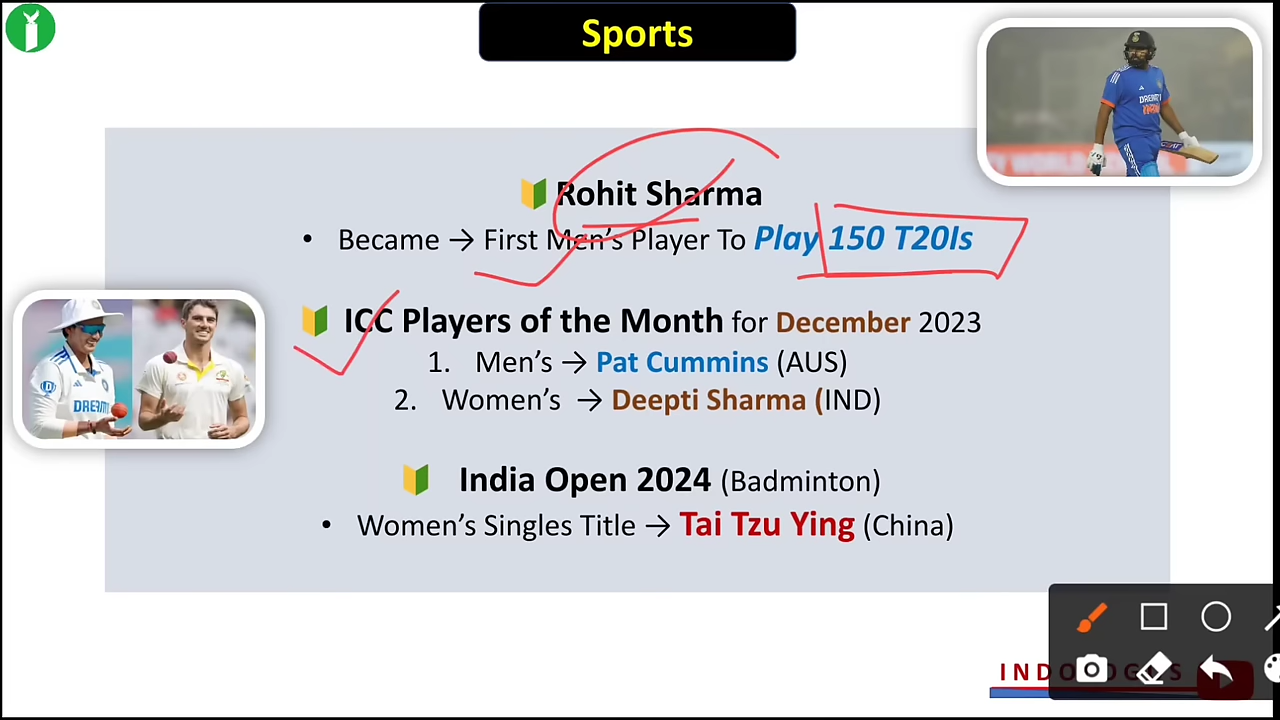 Sports
🔰 Rohit Sharma
• Became → First Men's Player To Play 150 T20Is
🔰 ICC Players of the Month for December 2023
1. Men's → Pat Cummins (AUS)
2. Women's → Deepti Sharma (IND)
🔰 India Open 2024 (Badminton)
• Women's Singles Title → Tai Tzu Ying (China)